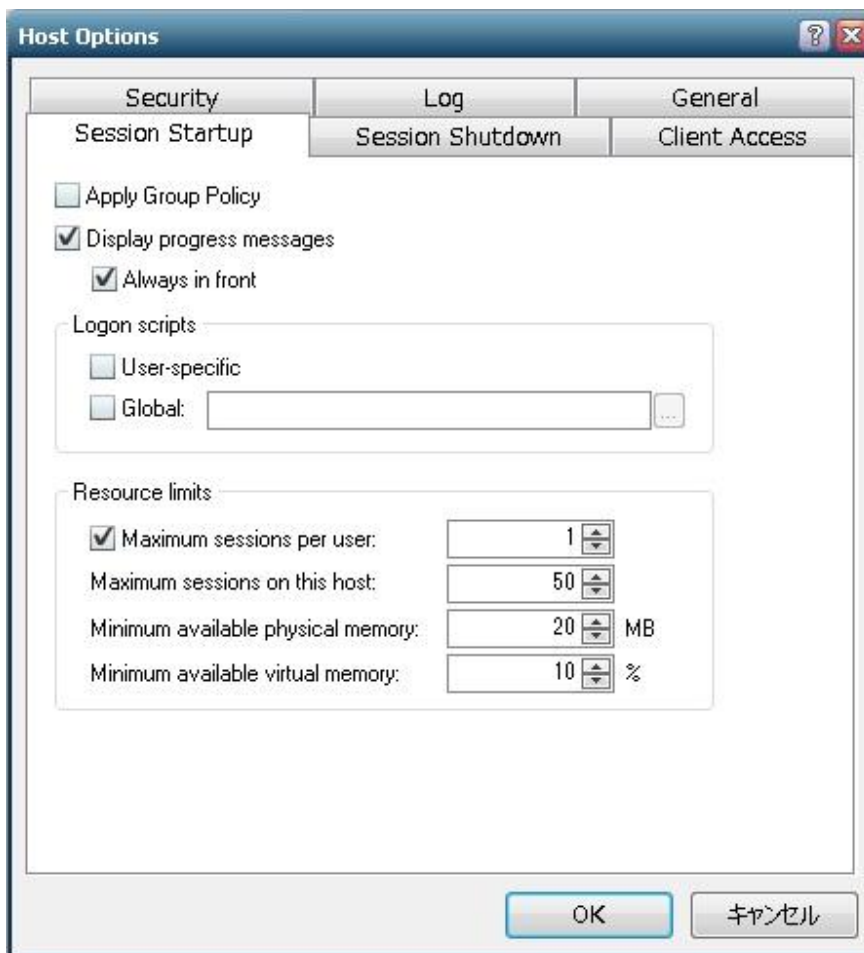 Host Options
Security Log General
Session Startup Session Shutdown Client Access
Apply Group Policy
Display progress messages
Always in front
Logon scripts
User-specific
Global: ...
Resource limits
Maximum sessions per user: 1
Maximum sessions on this host: 50
Minimum available physical memory: 20 MB
Minimum available virtual memory: 10 %
OK キャンセル